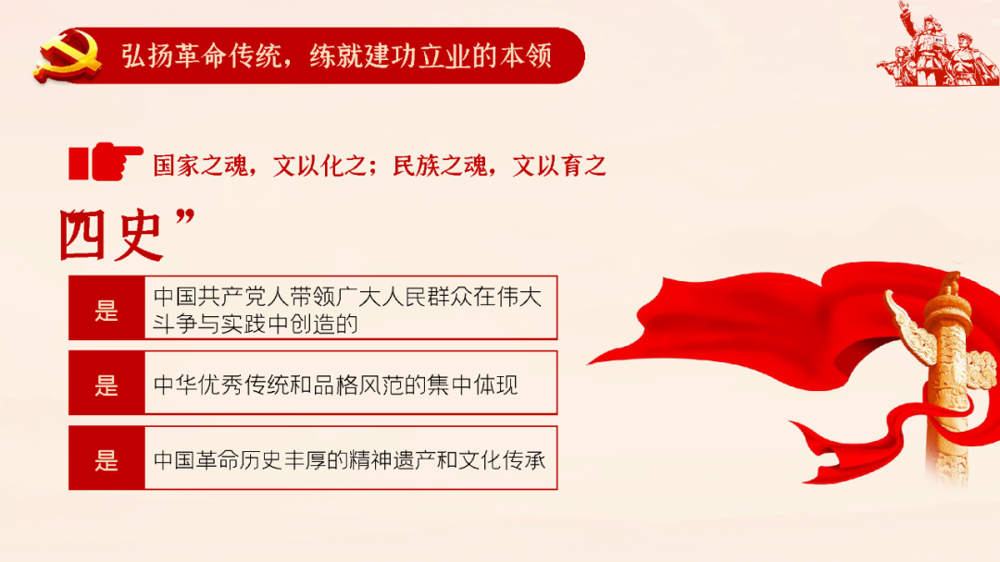 弘扬革命传统，练就建功立业的本领
国家之魂，文以化之；民族之魂，文以育之
“四史”
是
中国共产党人带领广大人民群众在伟大
斗争与实践中创造的
是
中华优秀传统和品格风范的集中体现
是
中国革命历史丰厚的精神遗产和文化传承